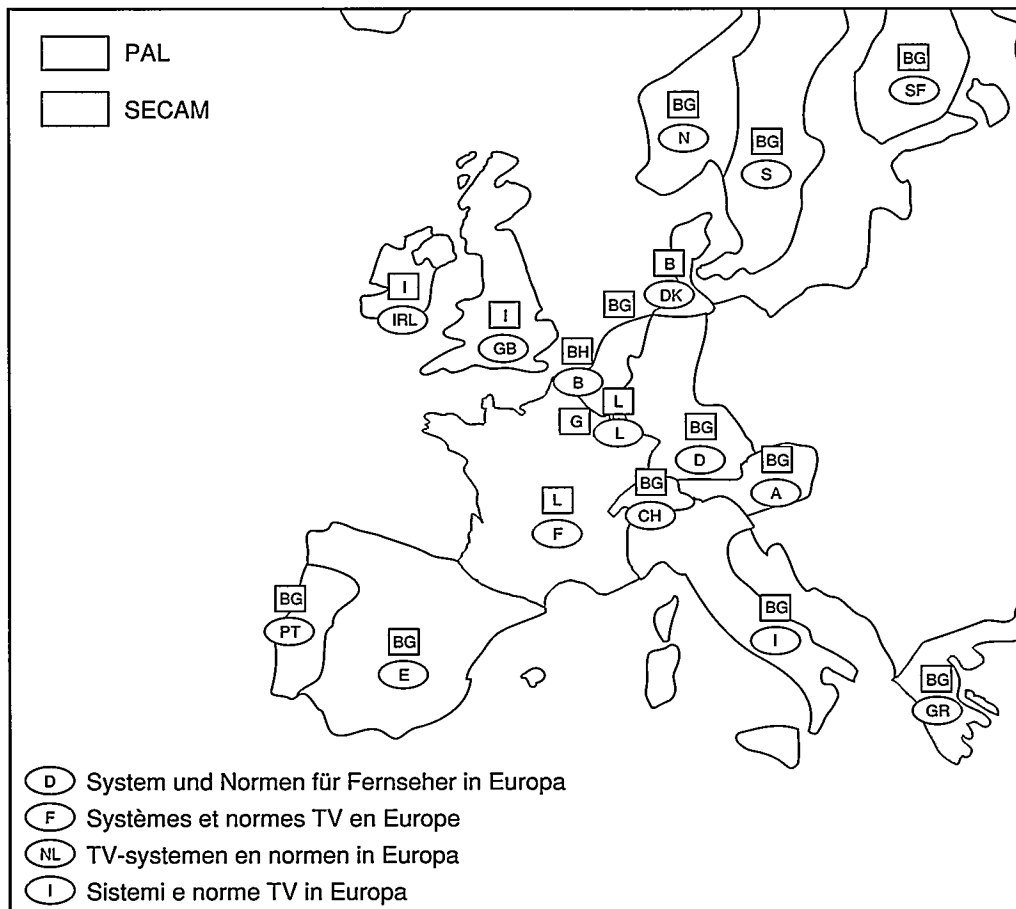 PAL
SECAM
BG
SF
BG
N
BG
S
B
DK
I
IRL
BG
I
GB
BH
B
L
G
L
BG
D
BG
A
BG
CH
L
F
BG
PT
BG
I
BG
E
BG
GR
D System und Normen für Fernseher in Europa
F Systèmes et normes TV en Europe
NL TV-systemen en normen in Europa
I Sistemi e norme TV in Europa